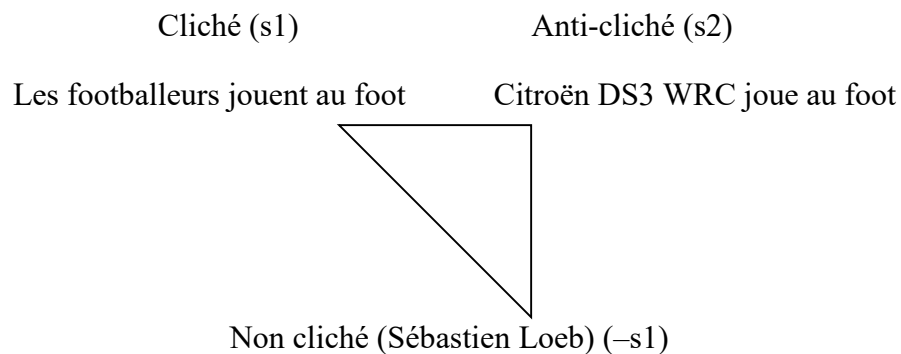 Cliché (s1) Anti-cliché (s2)
Les footballeurs jouent au foot Citroën DS3 WRC joue au foot
Non cliché (Sébastien Loeb) (–s1)